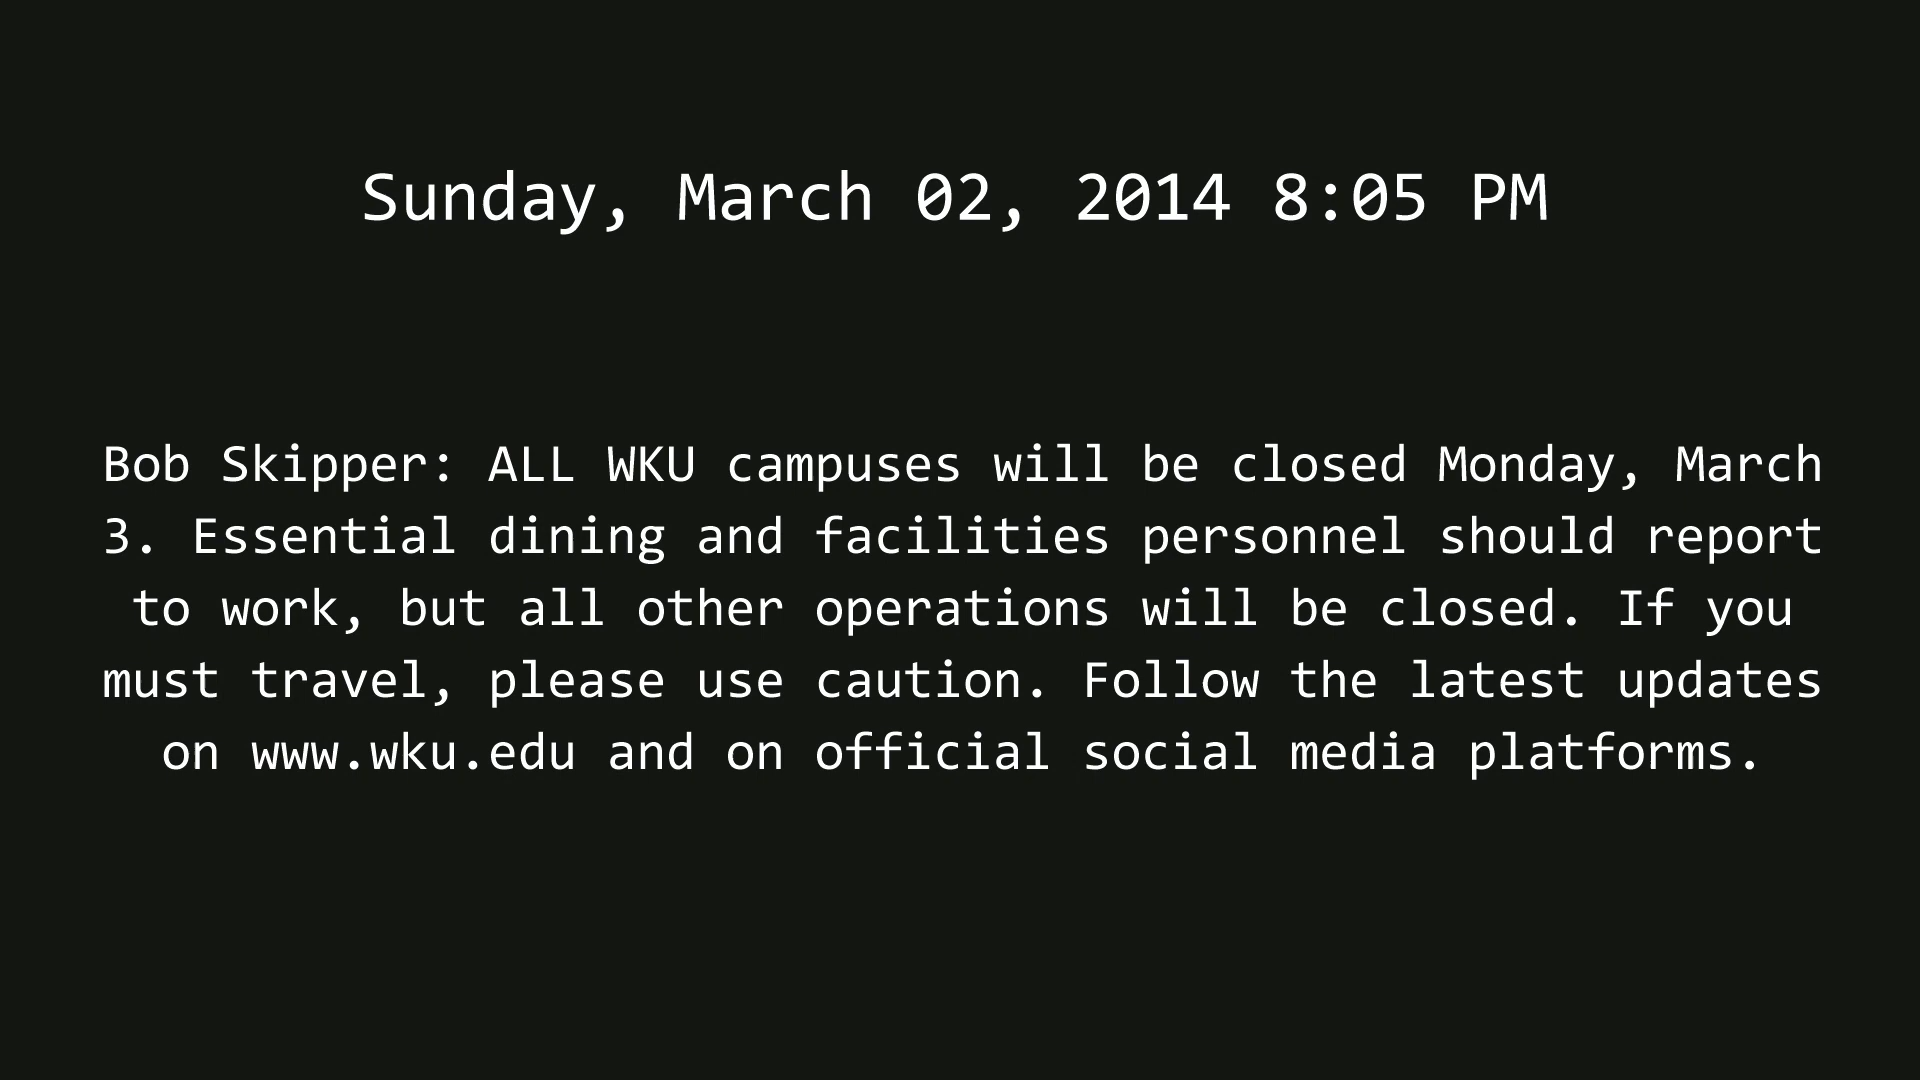 Sunday, March 02, 2014 8:05 PM
Bob Skipper: ALL WKU campuses will be closed Monday, March
3. Essential dining and facilities personnel should report
to work, but all other operations will be closed. If you
must travel, please use caution. Follow the latest updates
on www.wku.edu and on official social media platforms.